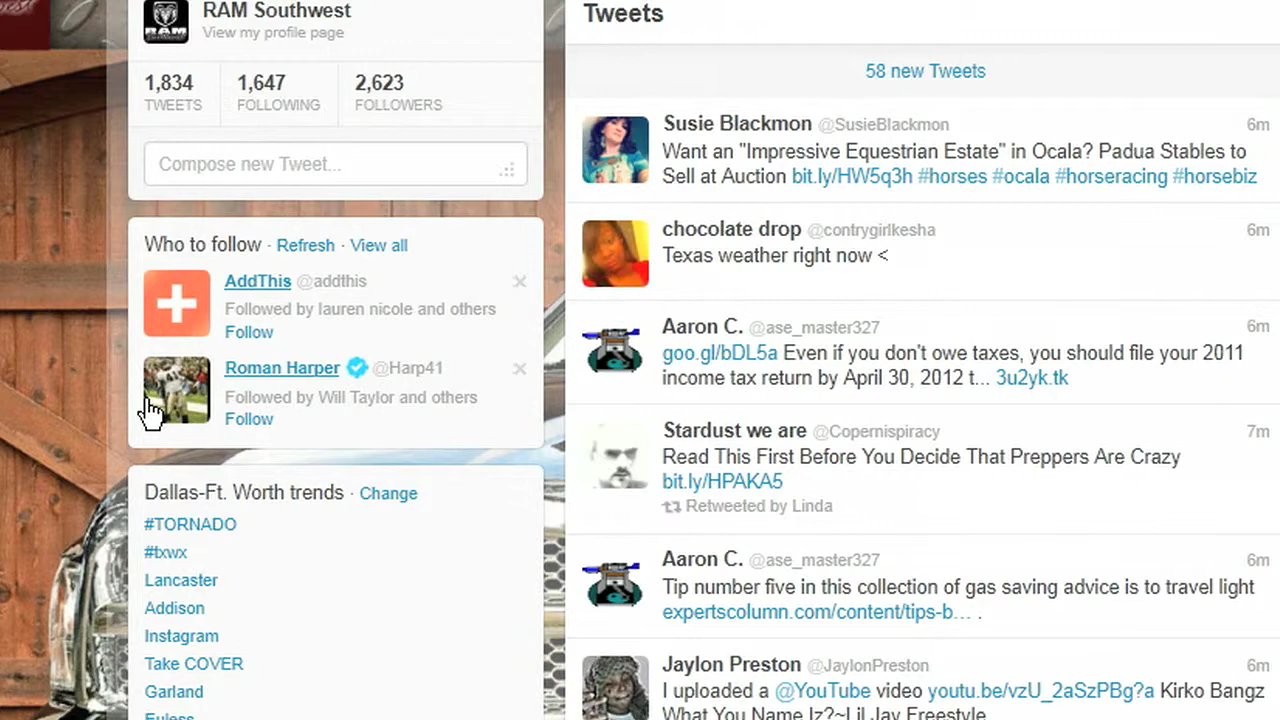 RAM Southwest
View my profile page
RAM
1,834
TWEETS
1,647
FOLLOWING
2,623
FOLLOWERS
Compose new Tweet...
Who to follow · Refresh · View all
AddThis @addthis
Followed by lauren nicole and others
Follow
Roman Harper @Harp41
Followed by Will Taylor and others
Follow
Dallas-Ft. Worth trends · Change
#TORNADO
#txwx
Lancaster
Addison
Instagram
Take COVER
Garland
Euless
Tweets
58 new Tweets
Susie Blackmon @SusieBlackmon 6m
Want an "Impressive Equestrian Estate" in Ocala? Padua Stables to
Sell at Auction bit.ly/HW5q3h #horses #ocala #horseracing #horsebiz
chocolate drop @contrygirlkesha 6m
Texas weather right now <
Aaron C. @ase_master327 6m
goo.gl/bDL5a Even if you don't owe taxes, you should file your 2011
income tax return by April 30, 2012 t... 3u2yk.tk
Stardust we are @Copernispiracy 7m
Read This First Before You Decide That Preppers Are Crazy
bit.ly/HPAKA5
Retweeted by Linda
Aaron C. @ase_master327 6m
Tip number five in this collection of gas saving advice is to travel light
expertscolumn.com/content/tips-b... .
Jaylon Preston @JaylonPreston 6m
I uploaded a @YouTube video youtu.be/vzU_2aSzPBg?a Kirko Bangz
What You Name Iz?~Lil Jay Freestyle